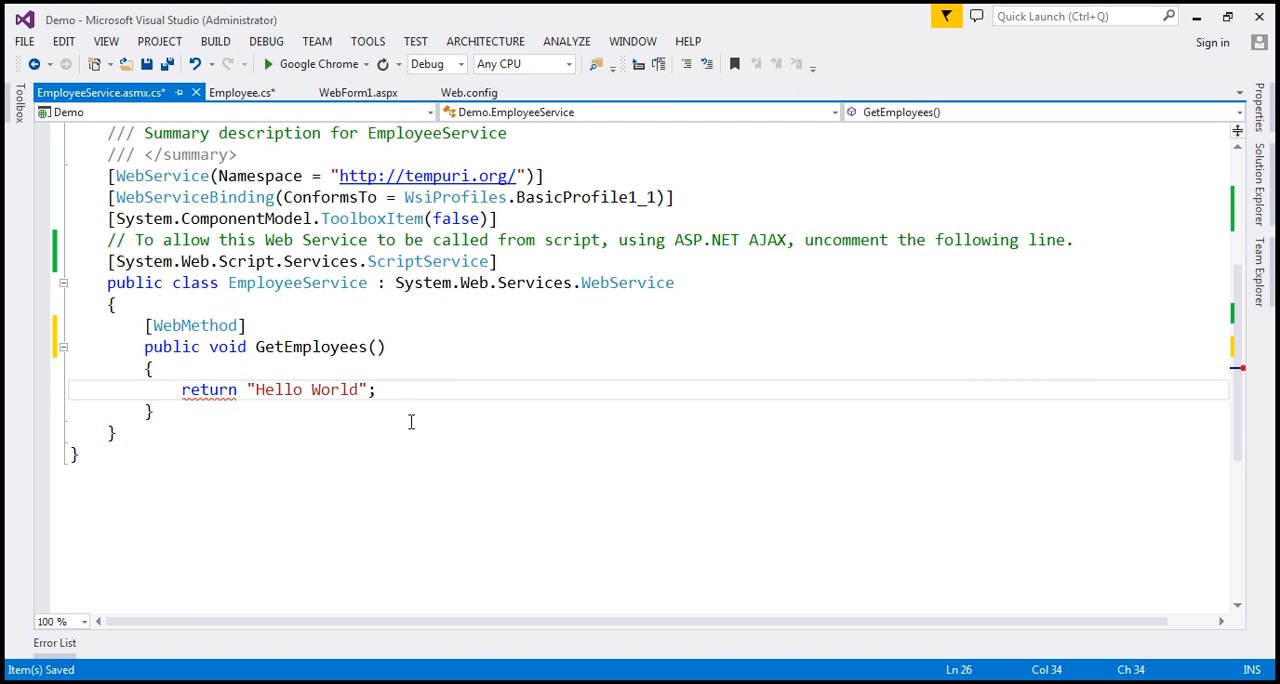 Demo - Microsoft Visual Studio (Administrator)
Quick Launch (Ctrl+Q)
FILE EDIT VIEW PROJECT BUILD DEBUG TEAM TOOLS TEST ARCHITECTURE ANALYZE WINDOW HELP
Sign in
Google Chrome Debug Any CPU
Toolbox
EmployeeService.asmx.cs* Employee.cs* WebForm1.aspx Web.config
Demo Demo.EmployeeService GetEmployees()
/// Summary description for EmployeeService
/// </summary>
[WebService(Namespace = "http://tempuri.org/")]
[WebServiceBinding(ConformsTo = WsiProfiles.BasicProfile1_1)]
[System.ComponentModel.ToolboxItem(false)]
// To allow this Web Service to be called from script, using ASP.NET AJAX, uncomment the following line.
[System.Web.Script.Services.ScriptService]
public class EmployeeService : System.Web.Services.WebService
{
[WebMethod]
public void GetEmployees()
{
return "Hello World";
}
}
}
Properties
Solution Explorer
Team Explorer
100 %
Error List
Item(s) Saved Ln 26 Col 34 Ch 34 INS